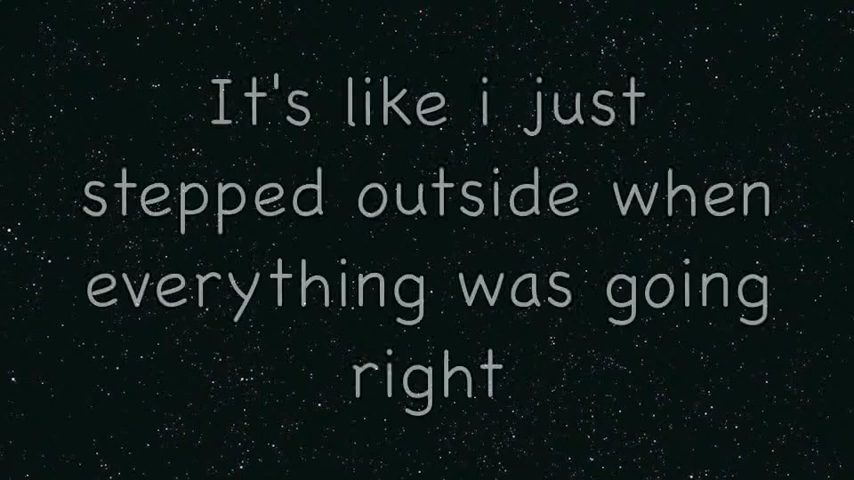 It's like i just
stepped outside when
everything was going
right